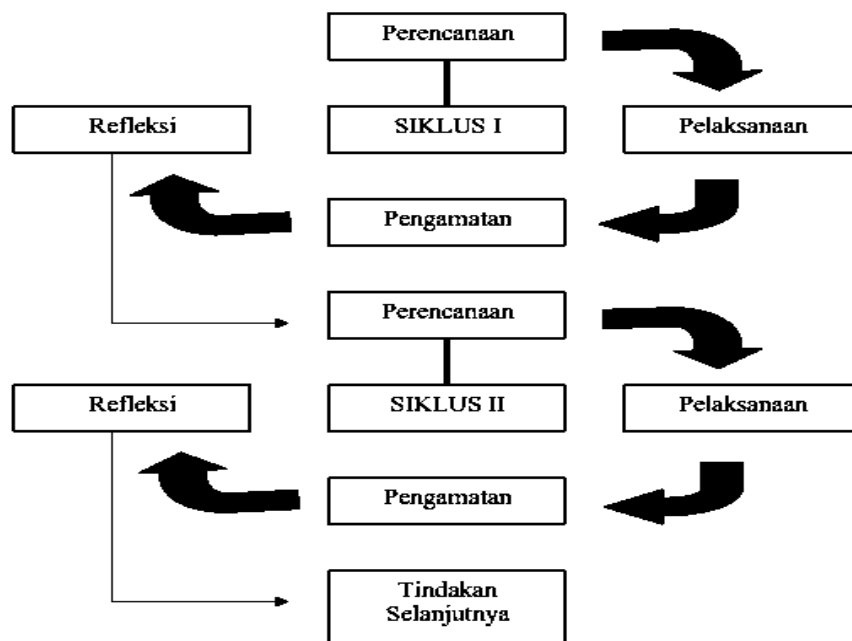 Perencanaan
Refleksi
SIKLUS I
Pelaksanaan
Pengamatan
Perencanaan
Refleksi
SIKLUS II
Pelaksanaan
Pengamatan
Tindakan
Selanjutnya